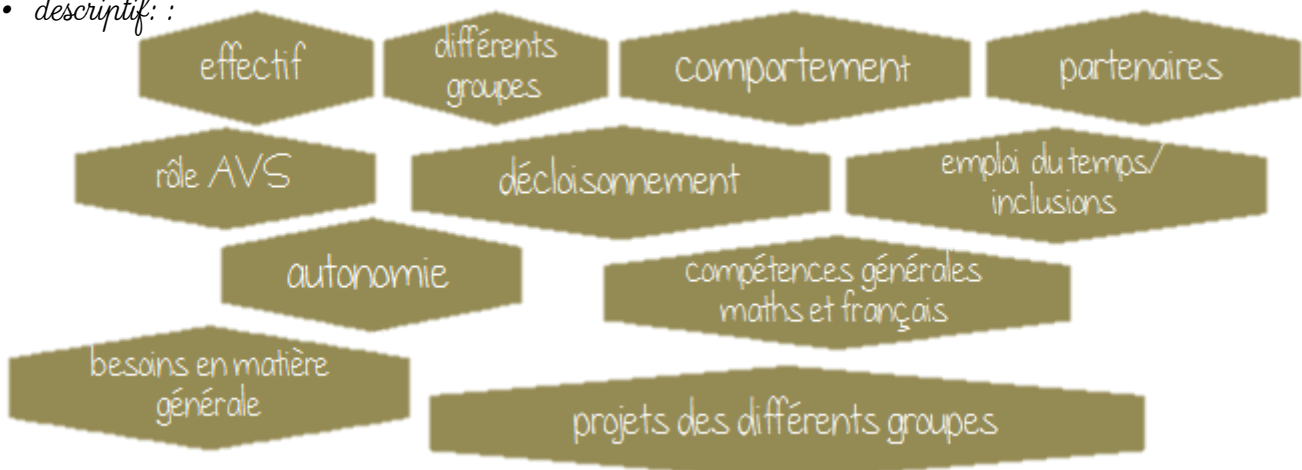 • descriptif: :
effectif
différents
groupes
comportement
partenaires
rôle AVS
décloisonnement
emploi du temps/
inclusions
autonomie
compétences générales
maths et français
besoins en matière
générale
projets des différents groupes